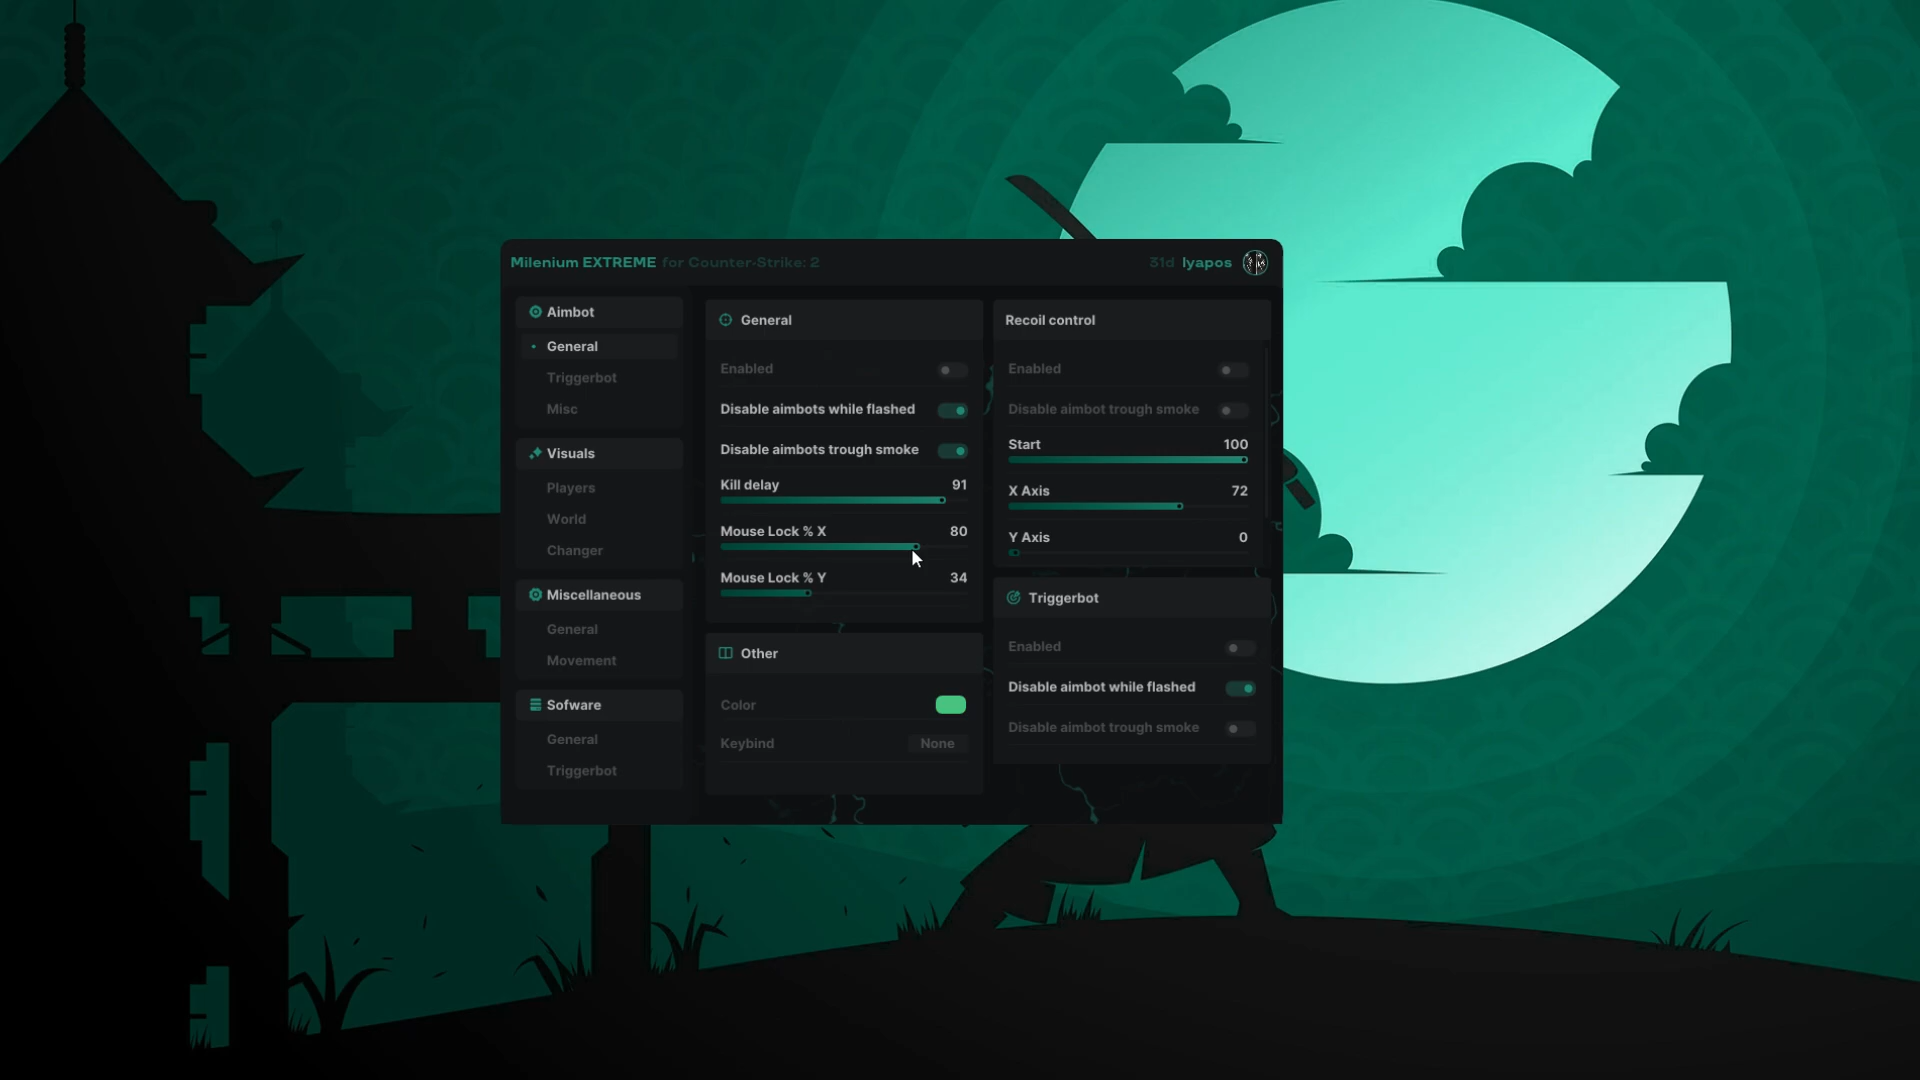 Milenium EXTREME for Counter-Strike: 2
31d lyapos
Aimbot
General
Triggerbot
Misc
Visuals
Players
World
Changer
Miscellaneous
General
Movement
Sofware
General
Triggerbot
General
Enabled
Disable aimbots while flashed
Disable aimbots trough smoke
Kill delay 91
Mouse Lock % X 80
Mouse Lock % Y 34
Other
Color
Keybind None
Recoil control
Enabled
Disable aimbot trough smoke
Start 100
X Axis 72
Y Axis 0
Triggerbot
Enabled
Disable aimbot while flashed
Disable aimbot trough smoke